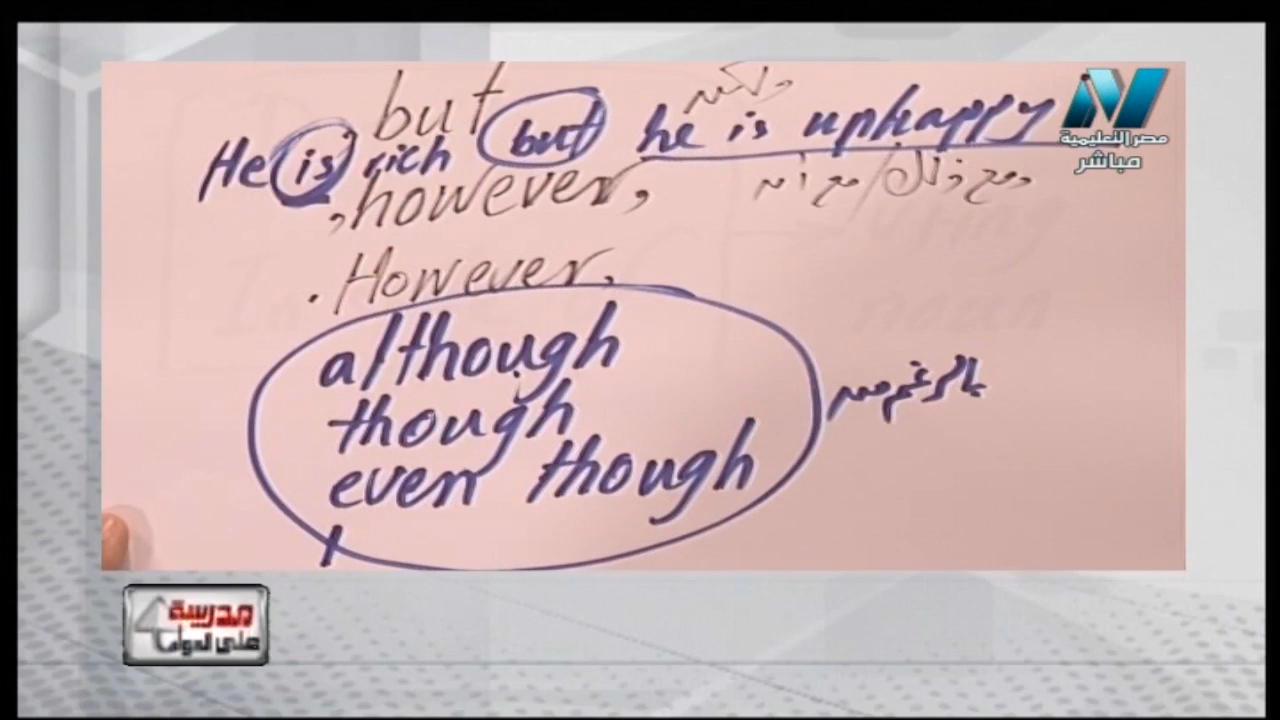 but ولكن
He is rich but he is unhappy
, however, ومع ذلك / مع أنه
. However,
although
though
even though
بالرغم من
مصر التعليمية
مباشر
مدرسة
على الهواء